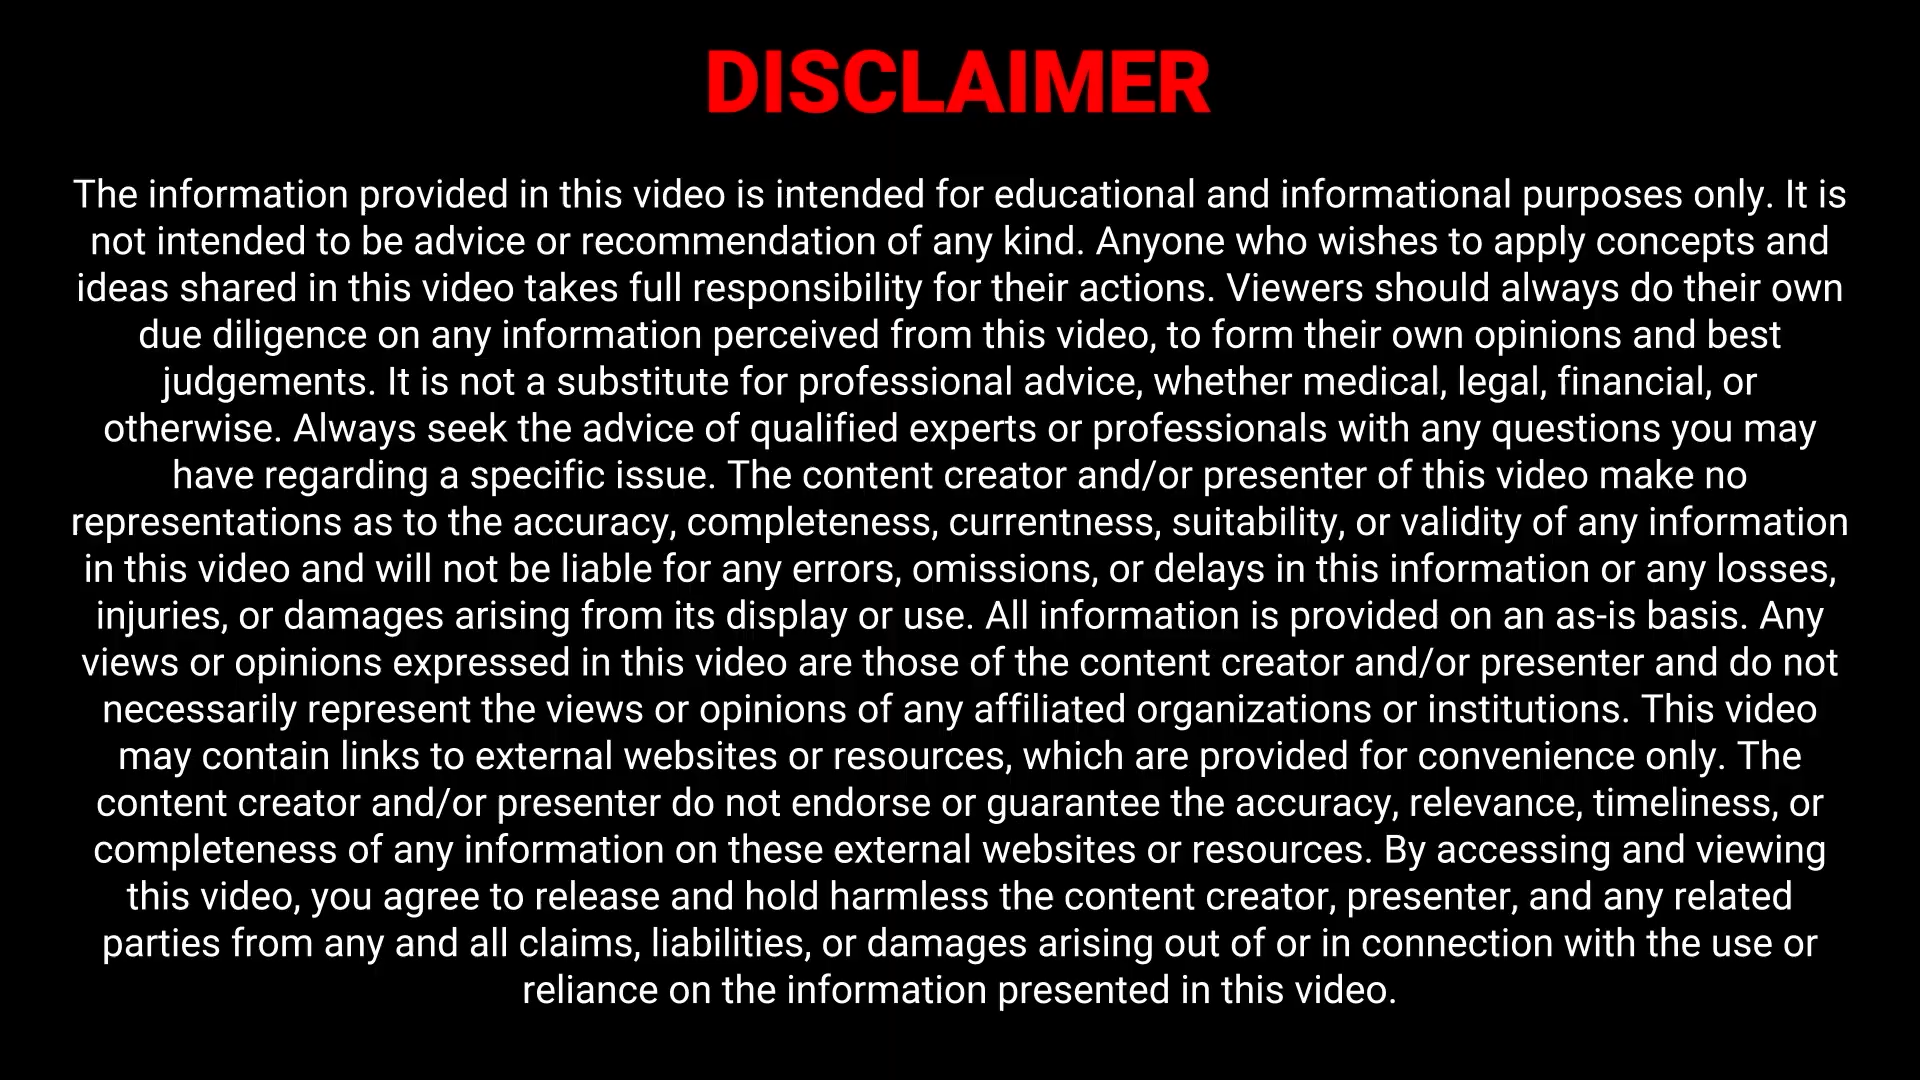 DISCLAIMER
The information provided in this video is intended for educational and informational purposes only. It is
not intended to be advice or recommendation of any kind. Anyone who wishes to apply concepts and
ideas shared in this video takes full responsibility for their actions. Viewers should always do their own
due diligence on any information perceived from this video, to form their own opinions and best
judgements. It is not a substitute for professional advice, whether medical, legal, financial, or
otherwise. Always seek the advice of qualified experts or professionals with any questions you may
have regarding a specific issue. The content creator and/or presenter of this video make no
representations as to the accuracy, completeness, currentness, suitability, or validity of any information
in this video and will not be liable for any errors, omissions, or delays in this information or any losses,
injuries, or damages arising from its display or use. All information is provided on an as-is basis. Any
views or opinions expressed in this video are those of the content creator and/or presenter and do not
necessarily represent the views or opinions of any affiliated organizations or institutions. This video
may contain links to external websites or resources, which are provided for convenience only. The
content creator and/or presenter do not endorse or guarantee the accuracy, relevance, timeliness, or
completeness of any information on these external websites or resources. By accessing and viewing
this video, you agree to release and hold harmless the content creator, presenter, and any related
parties from any and all claims, liabilities, or damages arising out of or in connection with the use or
reliance on the information presented in this video.